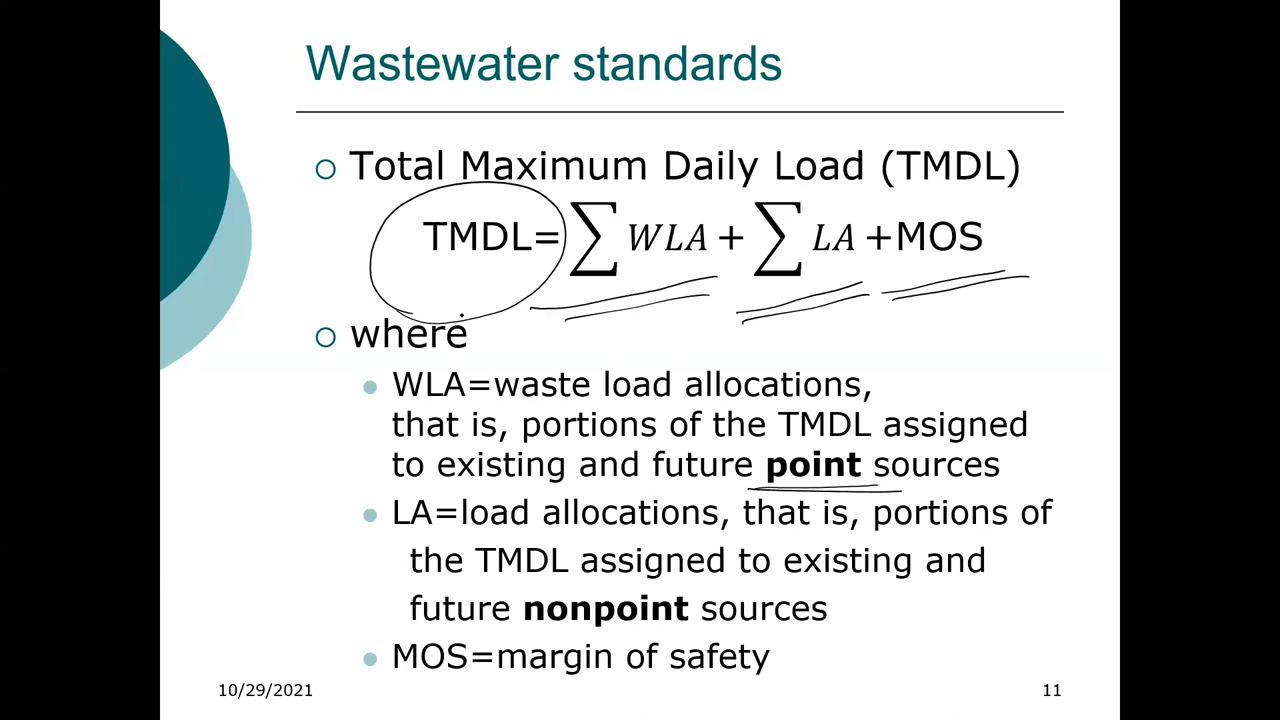 Wastewater standards
Total Maximum Daily Load (TMDL)
TMDL=∑WLA + ∑LA +MOS
where
WLA=waste load allocations,
that is, portions of the TMDL assigned
to existing and future point sources
LA=load allocations, that is, portions of
the TMDL assigned to existing and
future nonpoint sources
MOS=margin of safety
10/29/2021
11